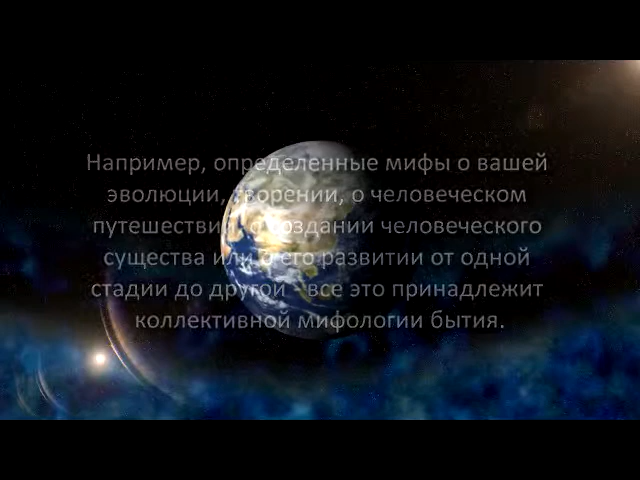 Например, определенные мифы о вашей
эволюции, творении, о человеческом
путешествии, о создании человеческого
существа или о его развитии от одной
стадии до другой - все это принадлежит
коллективной мифологии бытия.